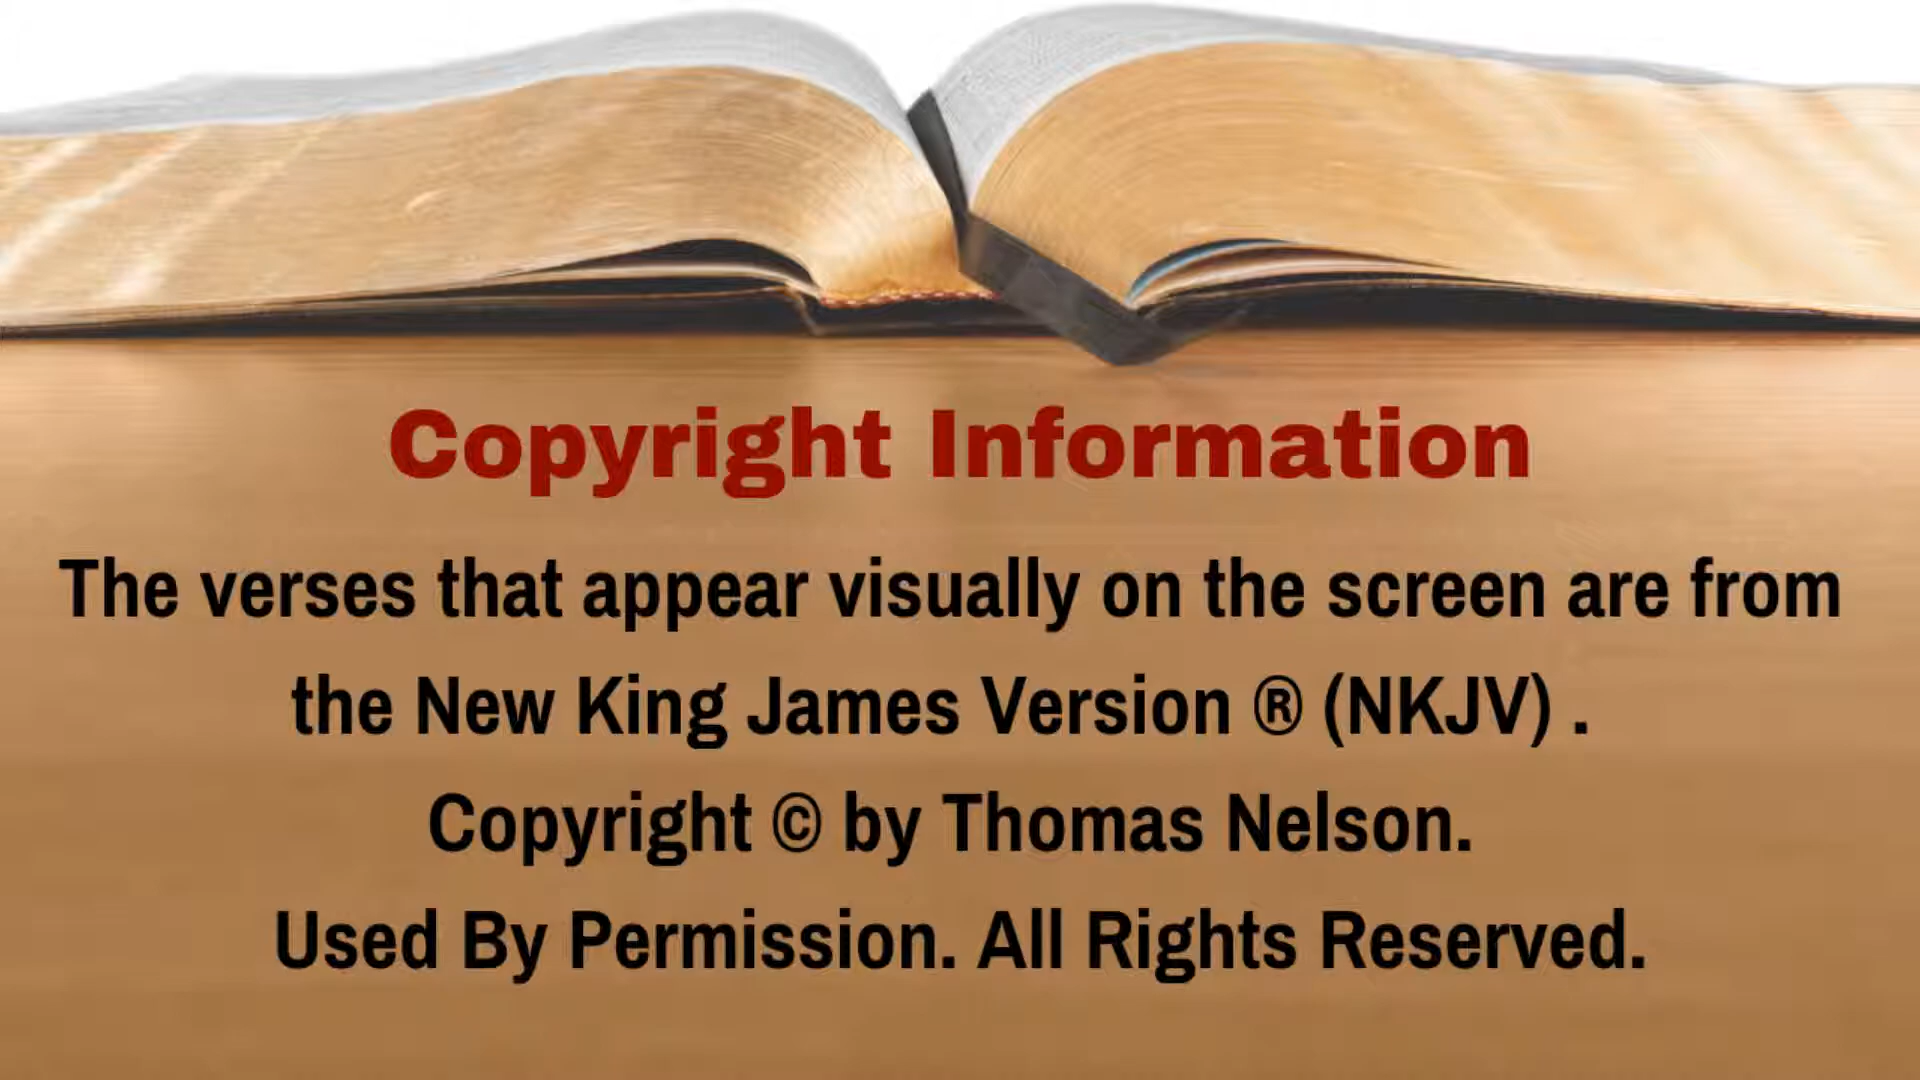 Copyright Information
The verses that appear visually on the screen are from
the New King James Version ® (NKJV) .
Copyright © by Thomas Nelson.
Used By Permission. All Rights Reserved.